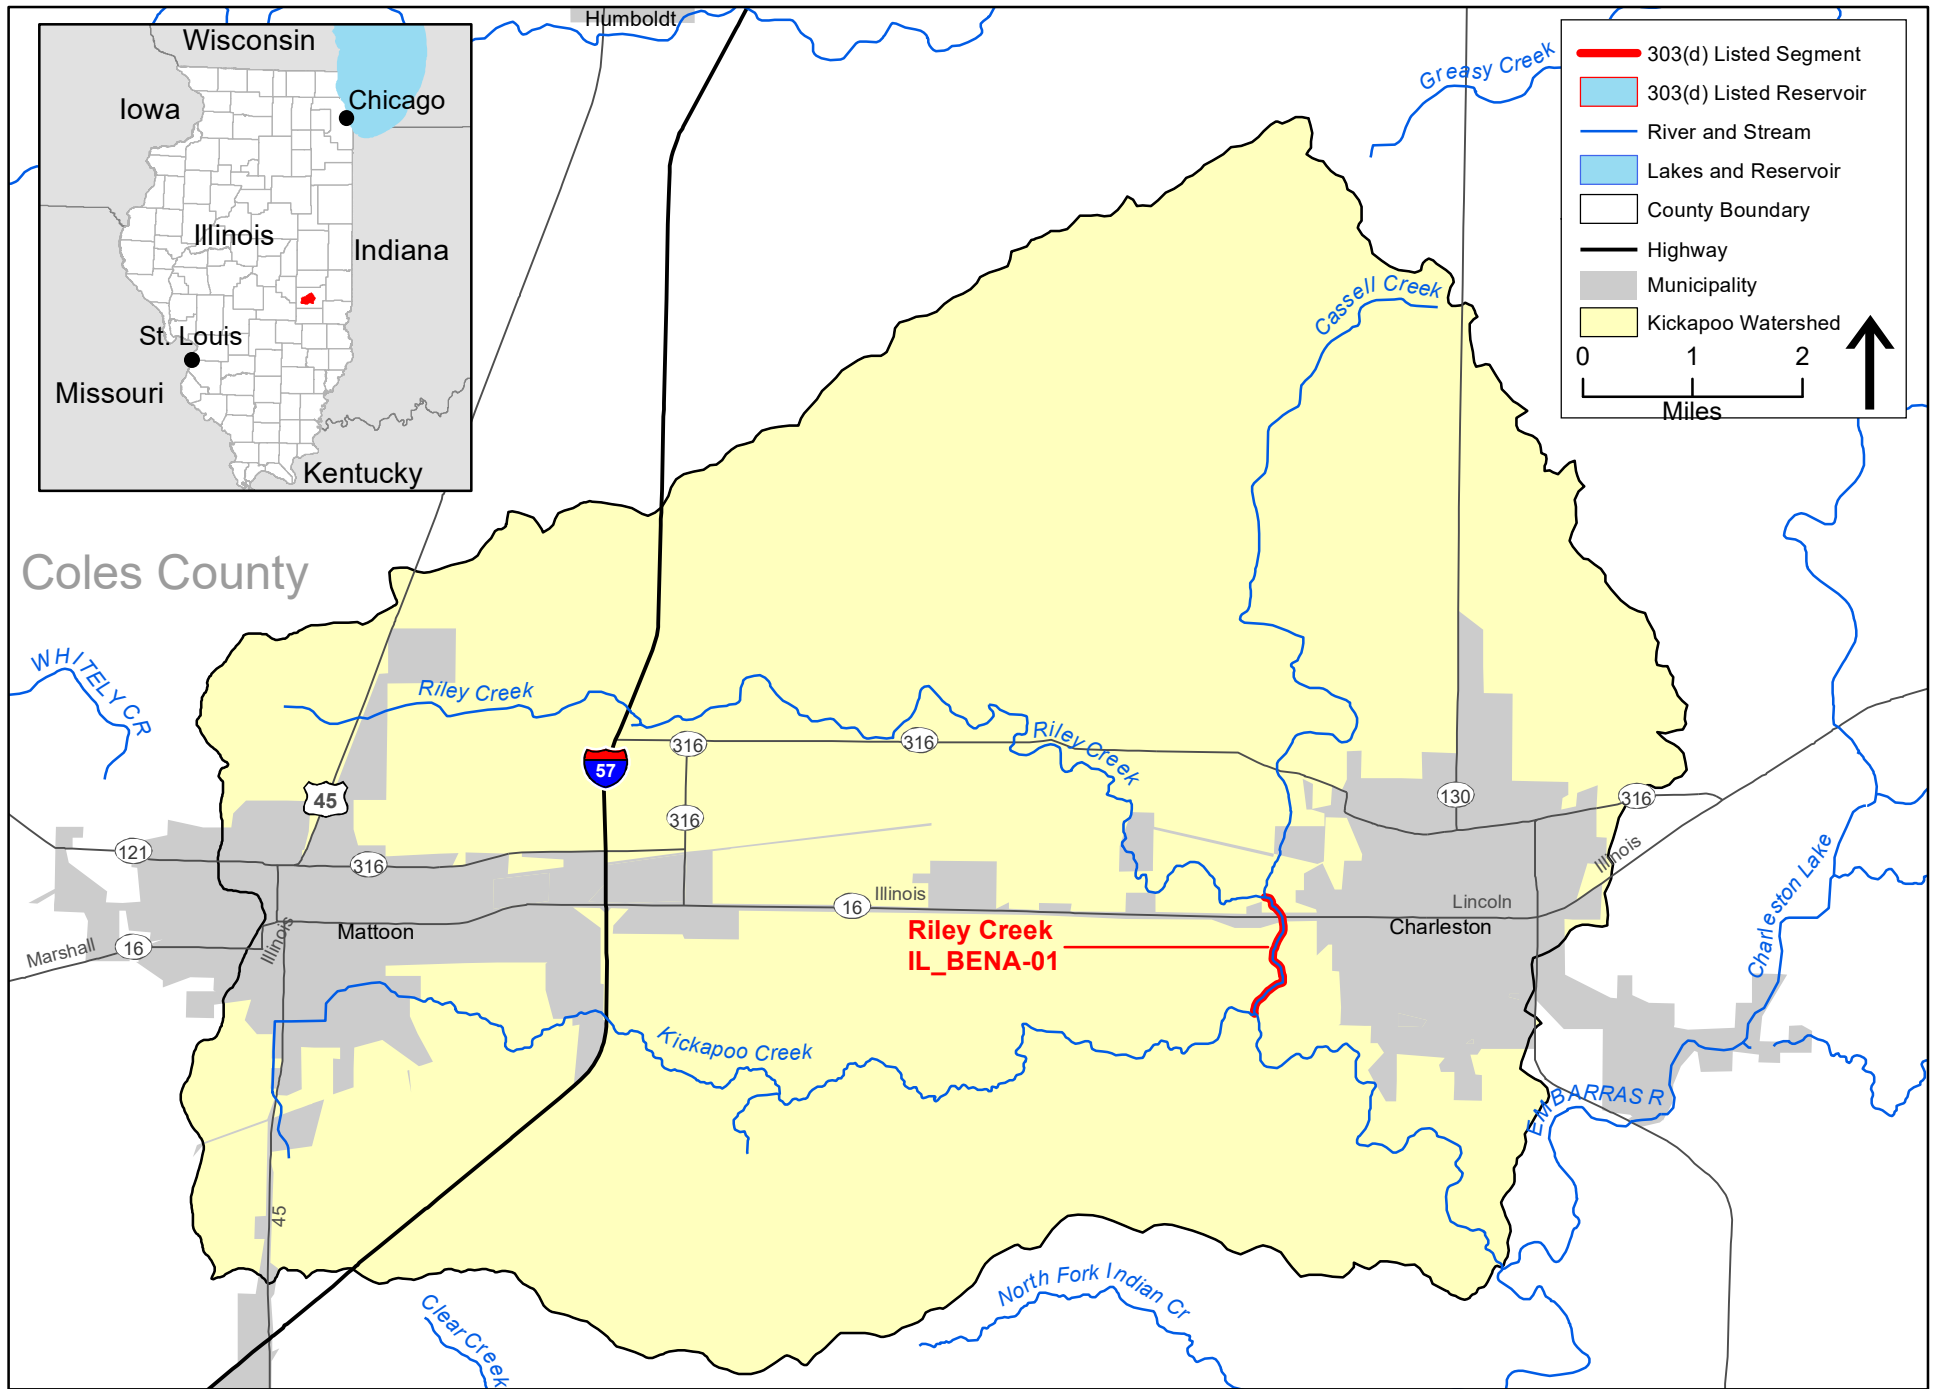 Humboldt
Wisconsin
Iowa
Chicago
Illinois
Indiana
St. Louis
Missouri
Kentucky
Greasy Creek
303(d) Listed Segment
303(d) Listed Reservoir
River and Stream
Lakes and Reservoir
County Boundary
Highway
Municipality
Kickapoo Watershed
0 1 2
Miles
Cassell Creek
Coles County
WHITELY CR
Riley Creek
Riley Creek
316
316
57
45
316
130
316
121
316
Illinois
Charleston Lake
16
Illinois
Lincoln
Mattoon
Illinois
Charleston
Marshall
16
Riley Creek
IL_BENA-01
Kickapoo Creek
EMBARRAS R
45
North Fork Indian Cr
Clear Creek